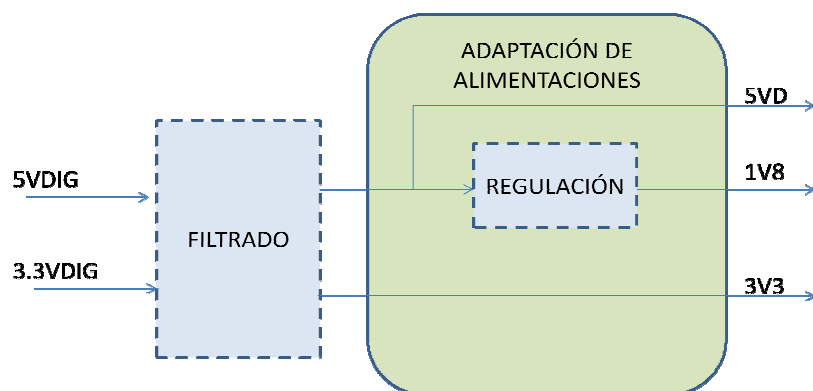 ADAPTACIÓN DE
ALIMENTACIONES
5VD
5VDIG
REGULACIÓN
1V8
FILTRADO
3.3VDIG
3V3